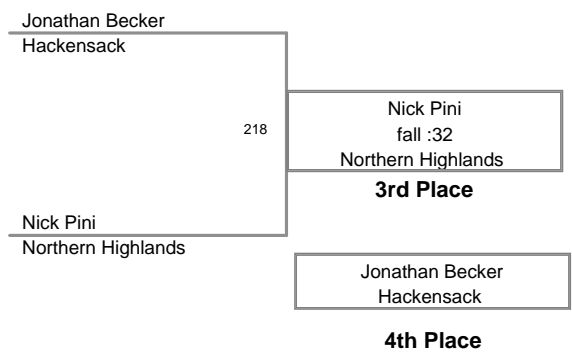 Jonathan Becker
Hackensack
218
Nick Pini
fall :32
Northern Highlands
3rd Place
Nick Pini
Northern Highlands
Jonathan Becker
Hackensack
4th Place